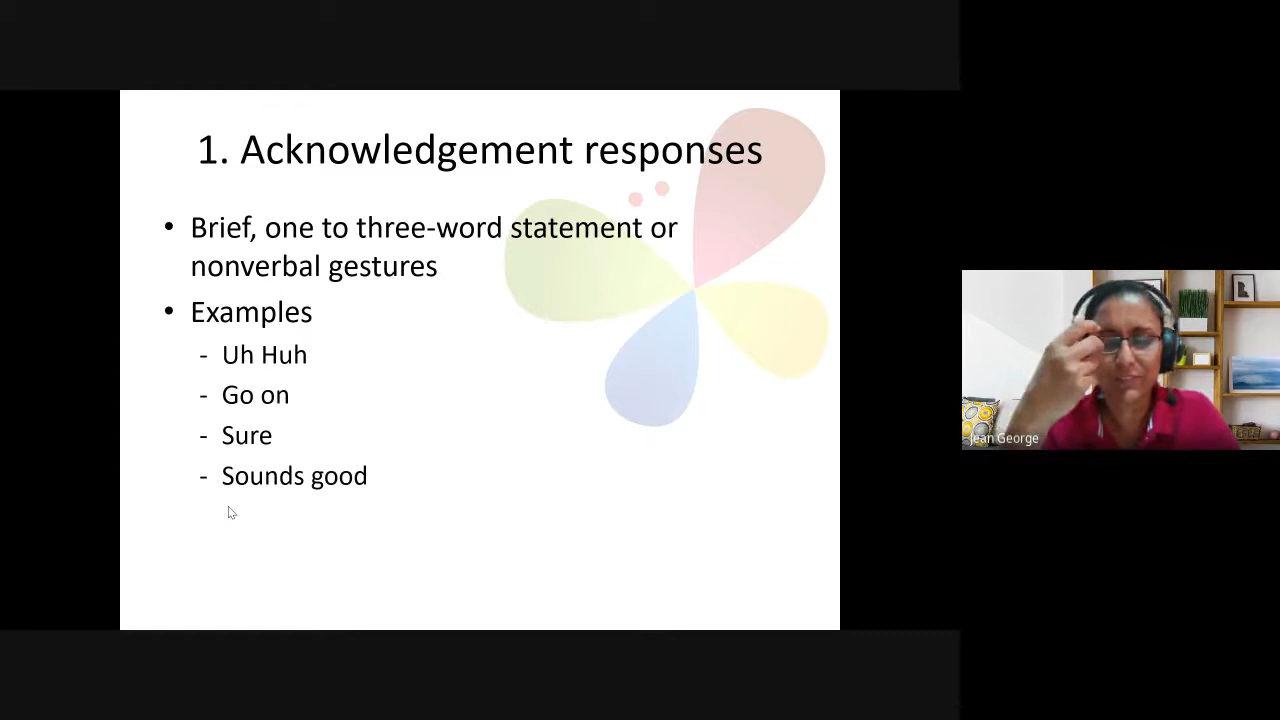 1. Acknowledgement responses
• Brief, one to three-word statement or
nonverbal gestures
• Examples
- Uh Huh
- Go on
- Sure
- Sounds good
Jean George